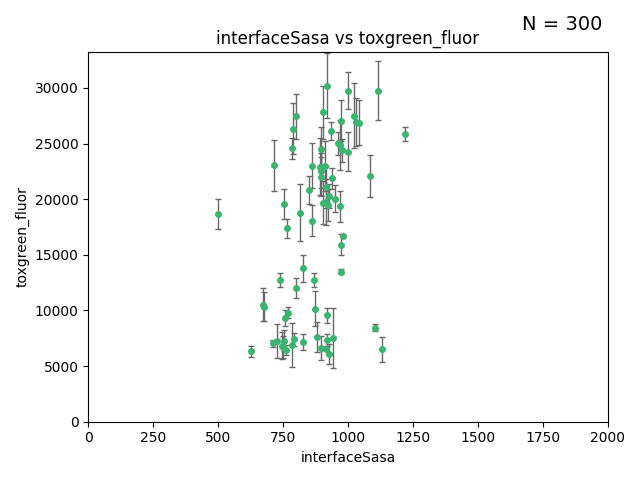 N = 300
interfaceSasa vs toxgreen_fluor
30000
25000
20000
15000
10000
5000
0
toxgreen_fluor
0 250 500 750 1000 1250 1500 1750 2000
interfaceSasa